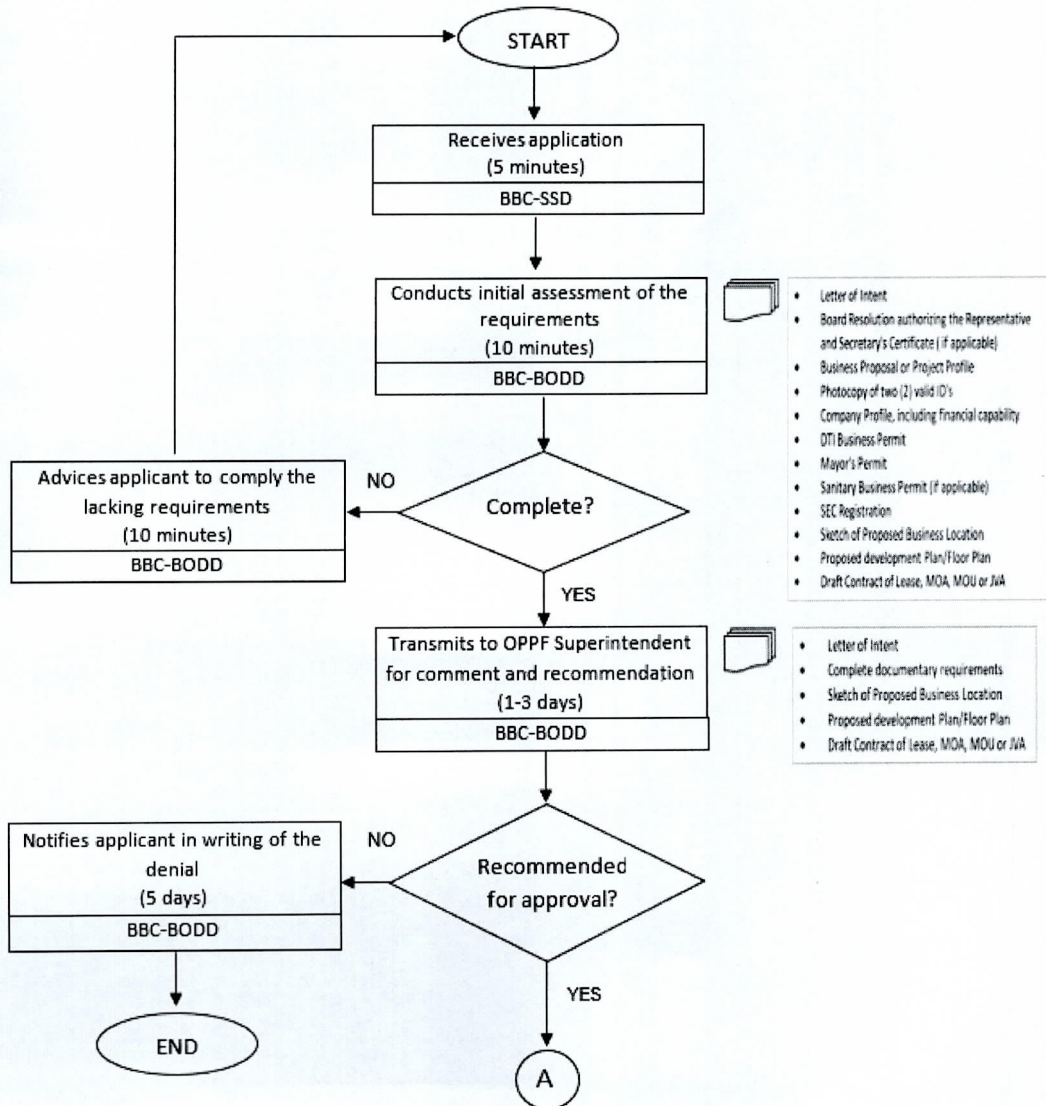 START
Receives application
(5 minutes)
BBC-SSD
Conducts initial assessment of the
requirements
(10 minutes)
BBC-BODD
• Letter of Intent
• Board Resolution authorizing the Representative
and Secretary's Certificate ( if applicable)
• Business Proposal or Project Profile
• Photocopy of two (2) valid ID's
• Company Profile, including financial capability
• DTI Business Permit
• Mayor's Permit
• Sanitary Business Permit (if applicable)
• SEC Registration
• Sketch of Proposed Business Location
• Proposed development Plan/Floor Plan
• Draft Contract of Lease, MOA, MOU or JVA
Complete?
NO
Advices applicant to comply the
lacking requirements
(10 minutes)
BBC-BODD
YES
Transmits to OPPF Superintendent
for comment and recommendation
(1-3 days)
BBC-BODD
• Letter of Intent
• Complete documentary requirements
• Sketch of Proposed Business Location
• Proposed development Plan/Floor Plan
• Draft Contract of Lease, MOA, MOU or JVA
Recommended
for approval?
NO
Notifies applicant in writing of the
denial
(5 days)
BBC-BODD
END
YES
A